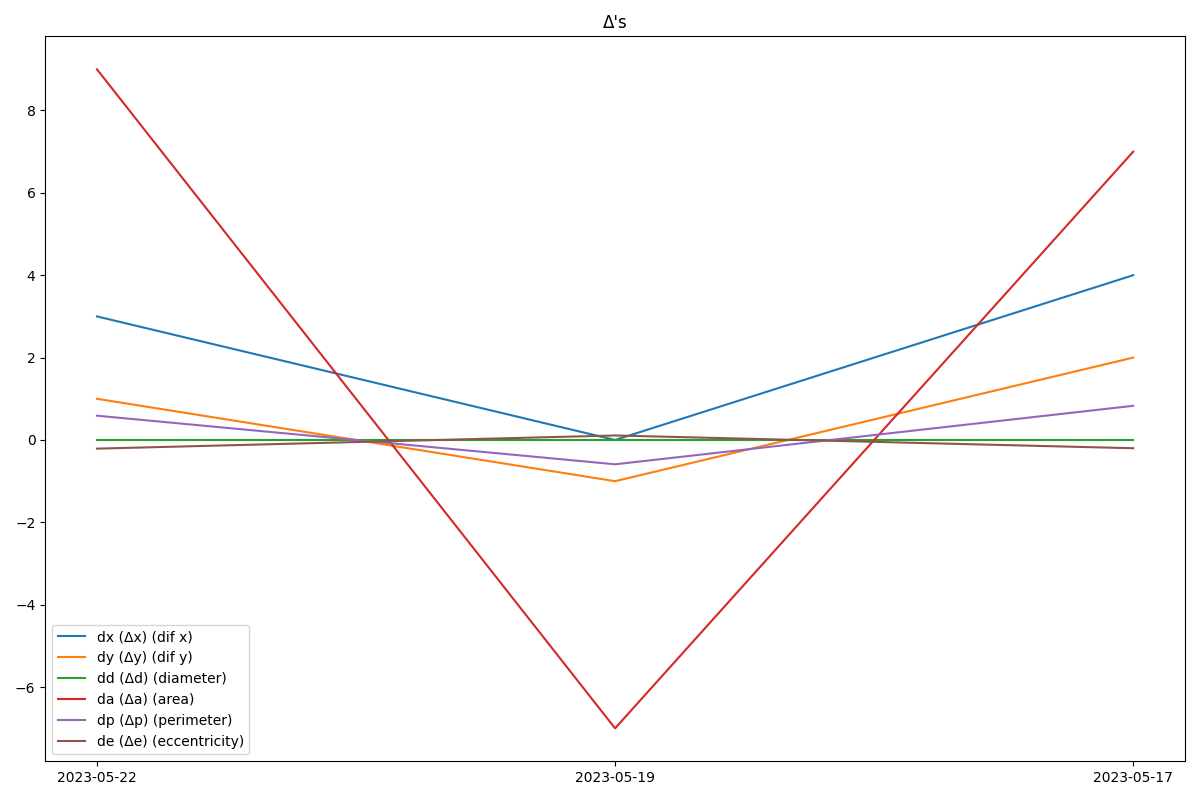 Δ's
8
6
4
2
0
−2
−4
−6
dx (Δx) (dif x)
dy (Δy) (dif y)
dd (Δd) (diameter)
da (Δa) (area)
dp (Δp) (perimeter)
de (Δe) (eccentricity)
2023-05-22 2023-05-19 2023-05-17